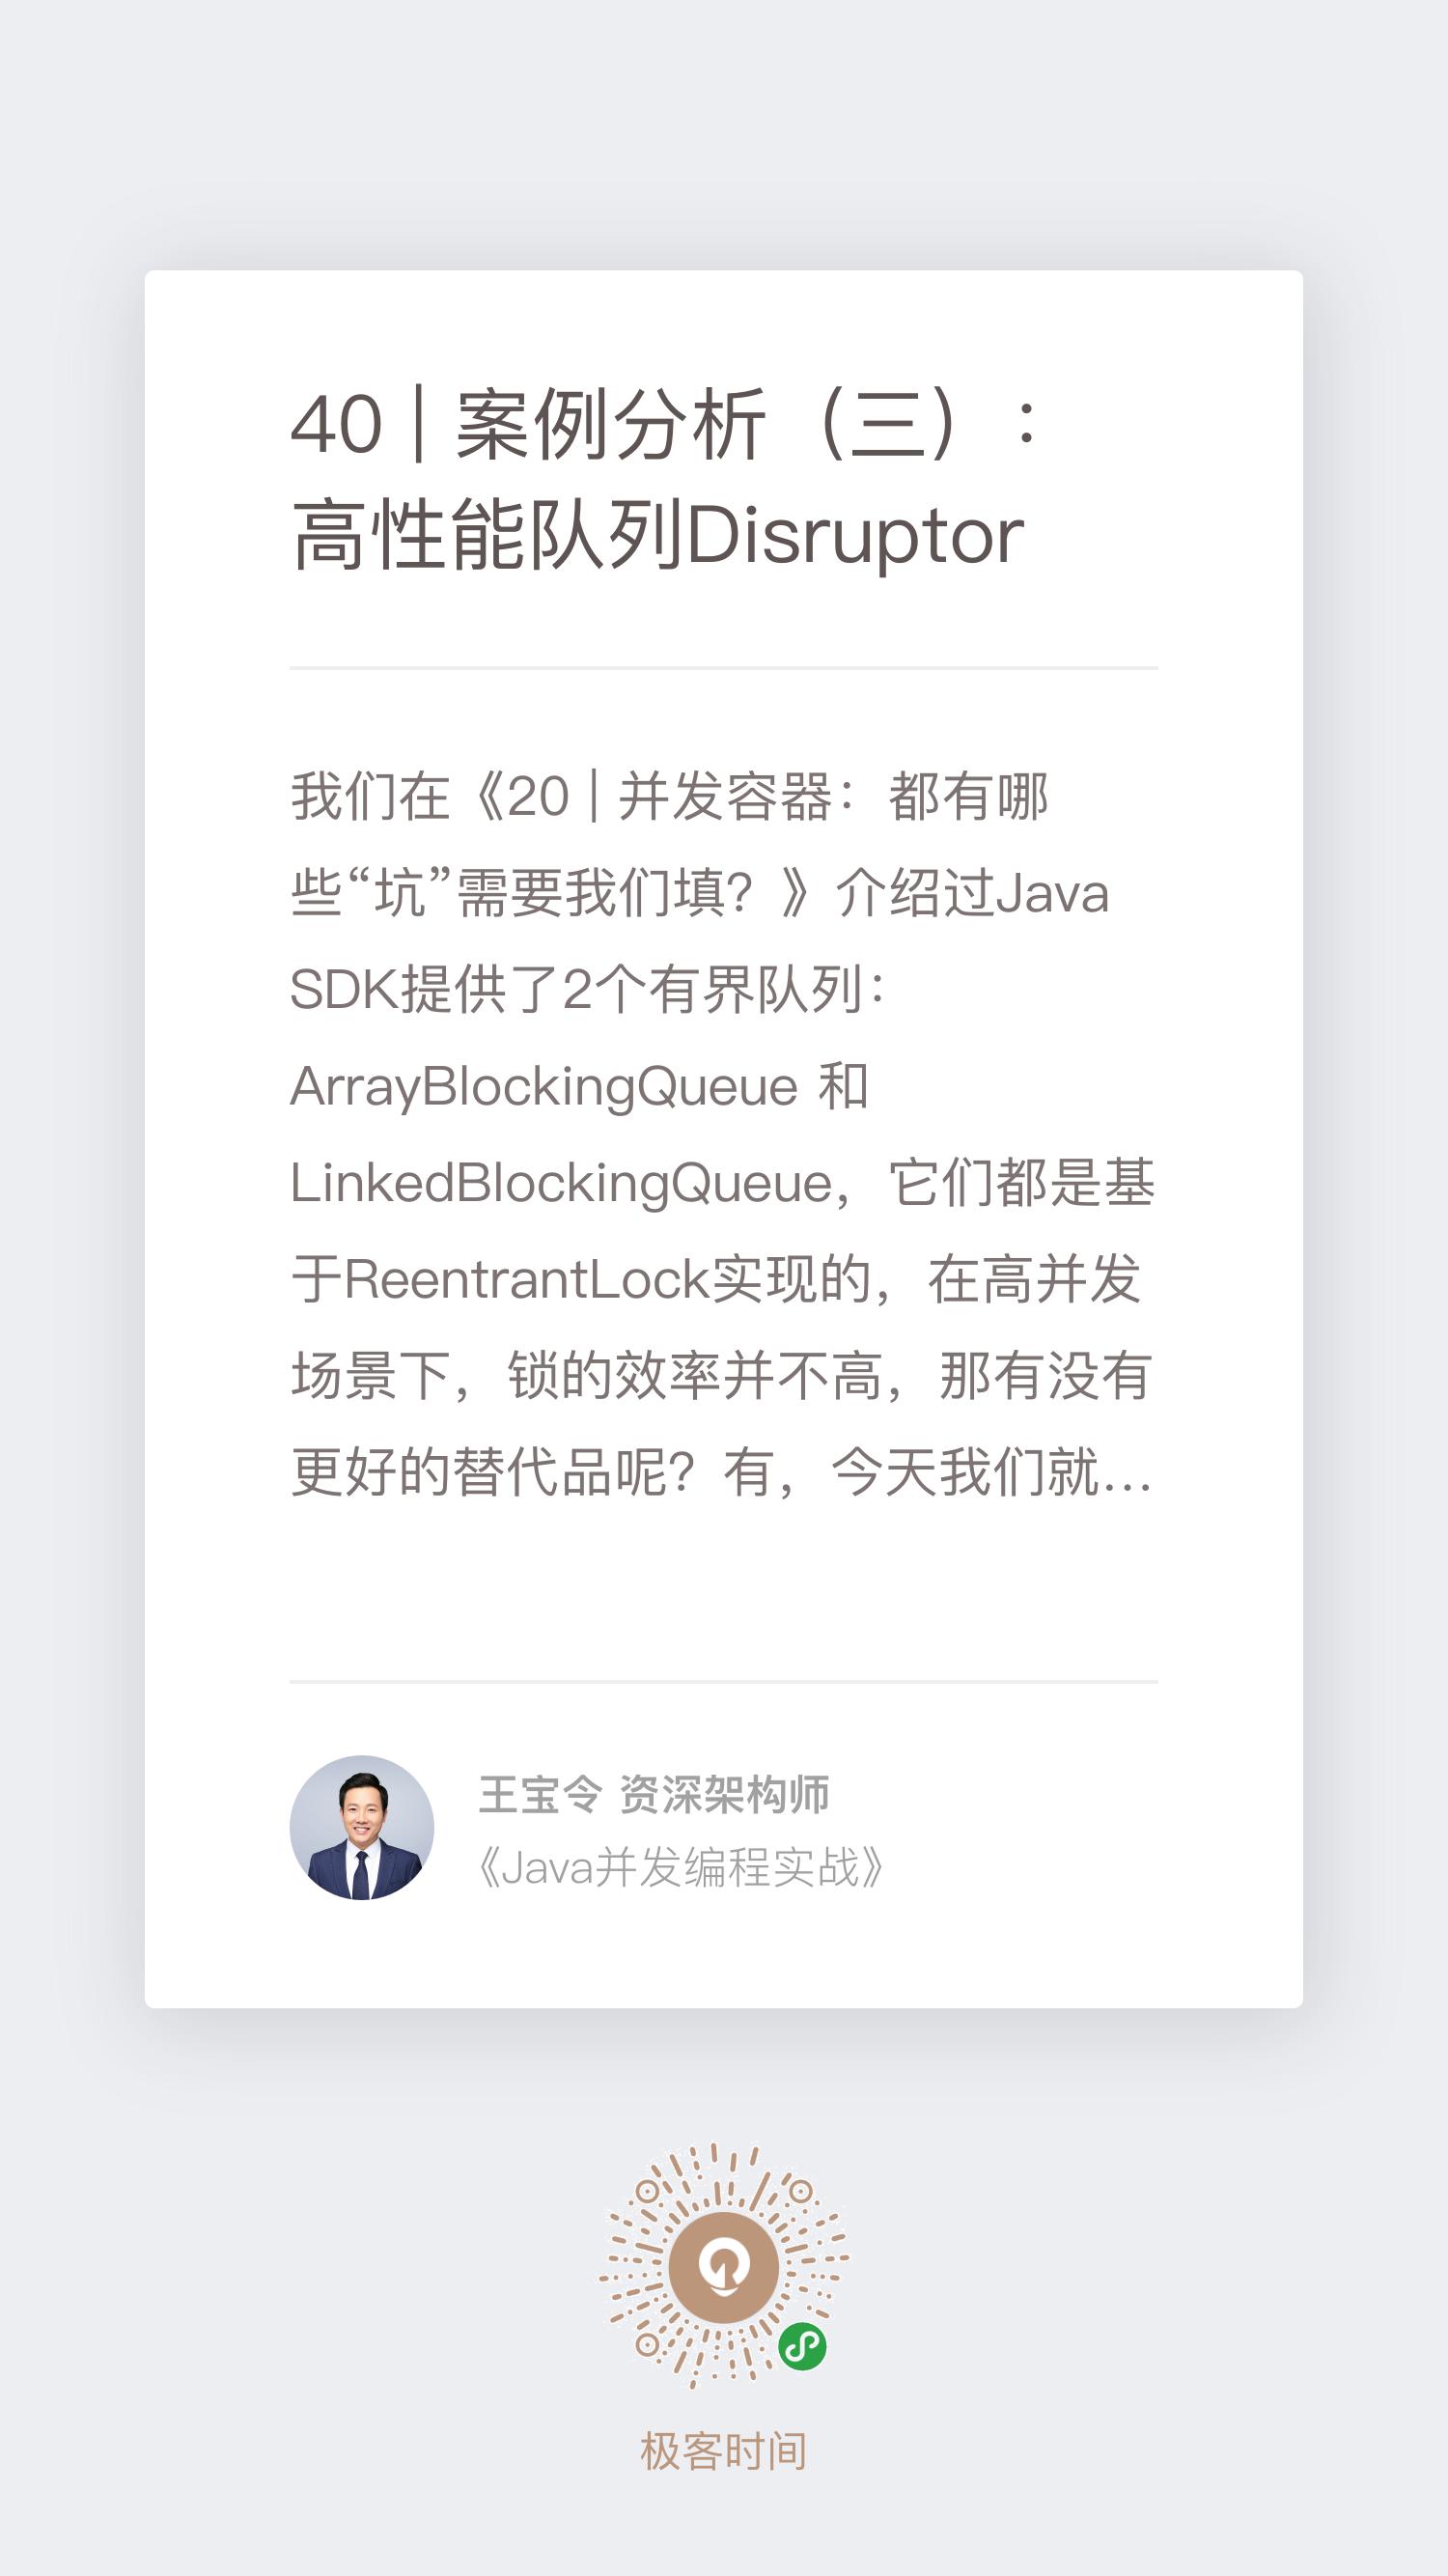 40 | 案例分析（三）：
高性能队列Disruptor
我们在《20 | 并发容器：都有哪
些“坑”需要我们填？》介绍过Java
SDK提供了2个有界队列：
ArrayBlockingQueue 和
LinkedBlockingQueue，它们都是基
于ReentrantLock实现的，在高并发
场景下，锁的效率并不高，那有没有
更好的替代品呢？有，今天我们就...
王宝令 资深架构师
《Java并发编程实战》
极客时间